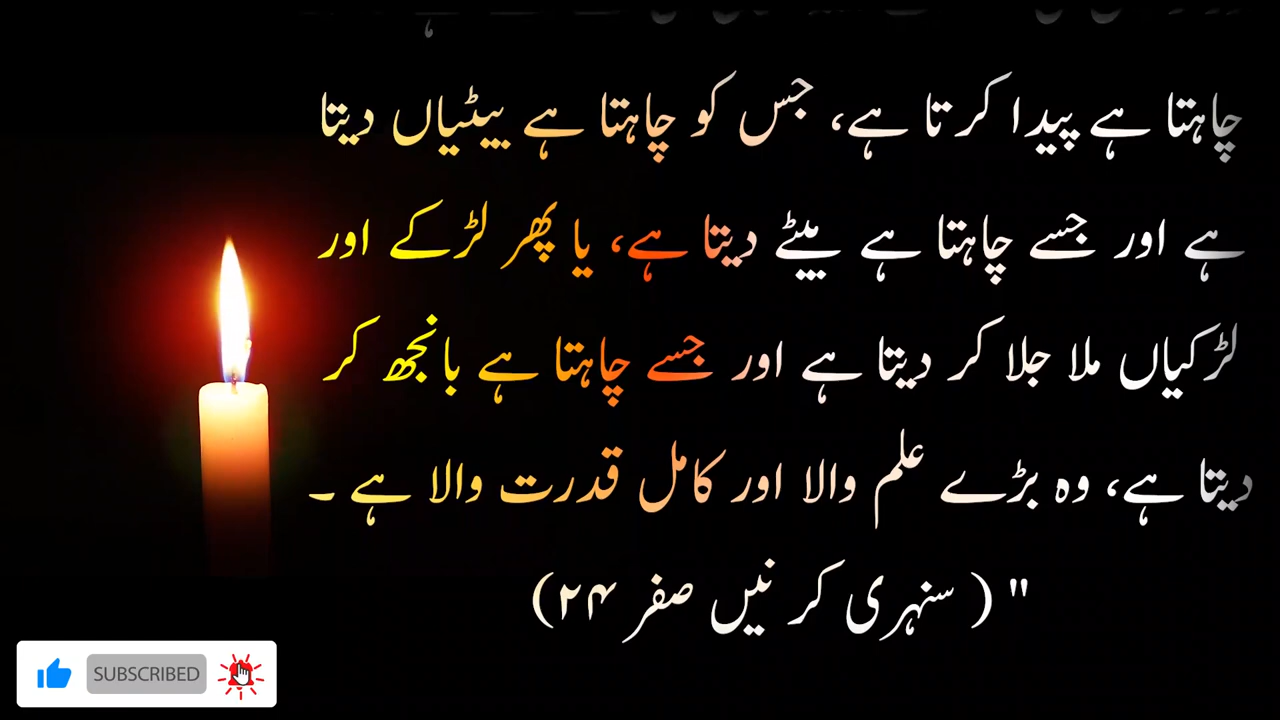 چاہتا ہے پیدا کرتا ہے، جس کو چاہتا ہے بیٹیاں دیتا
ہے اور جسے چاہتا ہے بیٹے دیتا ہے، یا پھر لڑکے اور
لڑکیاں ملا جلا کر دیتا ہے اور جسے چاہتا ہے بانجھ کر
دیتا ہے، وہ بڑے علم والا اور کامل قدرت والا ہے ۔
" ( سنہری کرنیں صفر ۲۴)
SUBSCRIBED